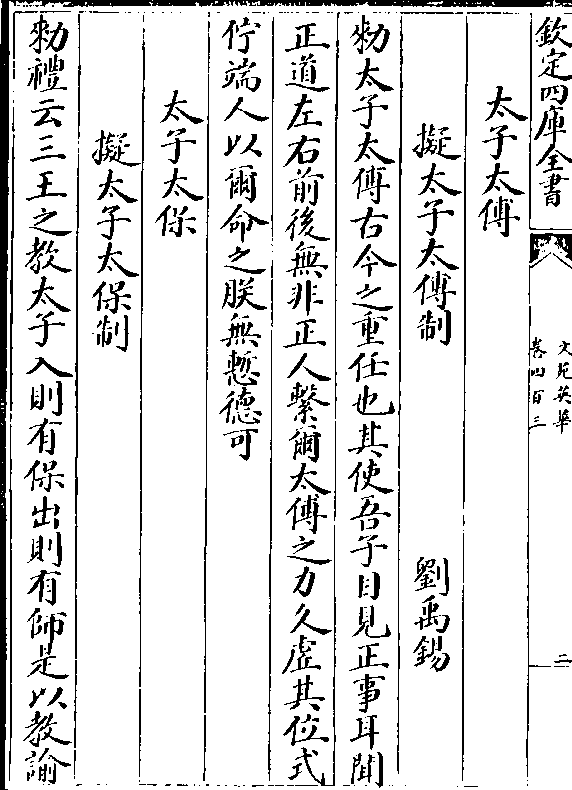 欽定四庫全書
文苑英華
卷四百三
二
太子太傅
擬太子太傅制
劉禹錫
勑太子太傅古今之重任也其使吾子目見正事耳聞
正道左右前後無非正人繫爾太傅之力久虛其位式
佇端人以爾命之朕無慙德可
太子太保
擬太子太保制
勑禮云三王之教太子入則有保出則有師是以教諭